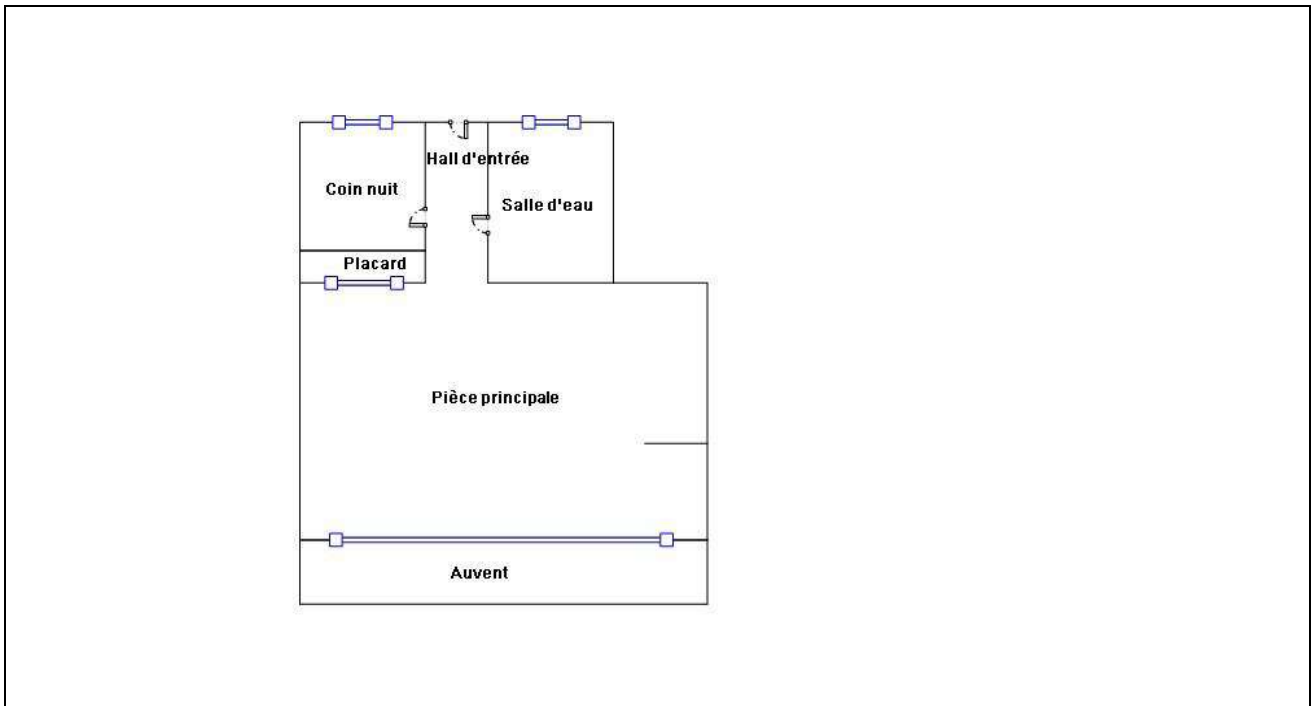 Hall d'entrée
Coin nuit
Salle d'eau
Placard
Pièce principale
Auvent